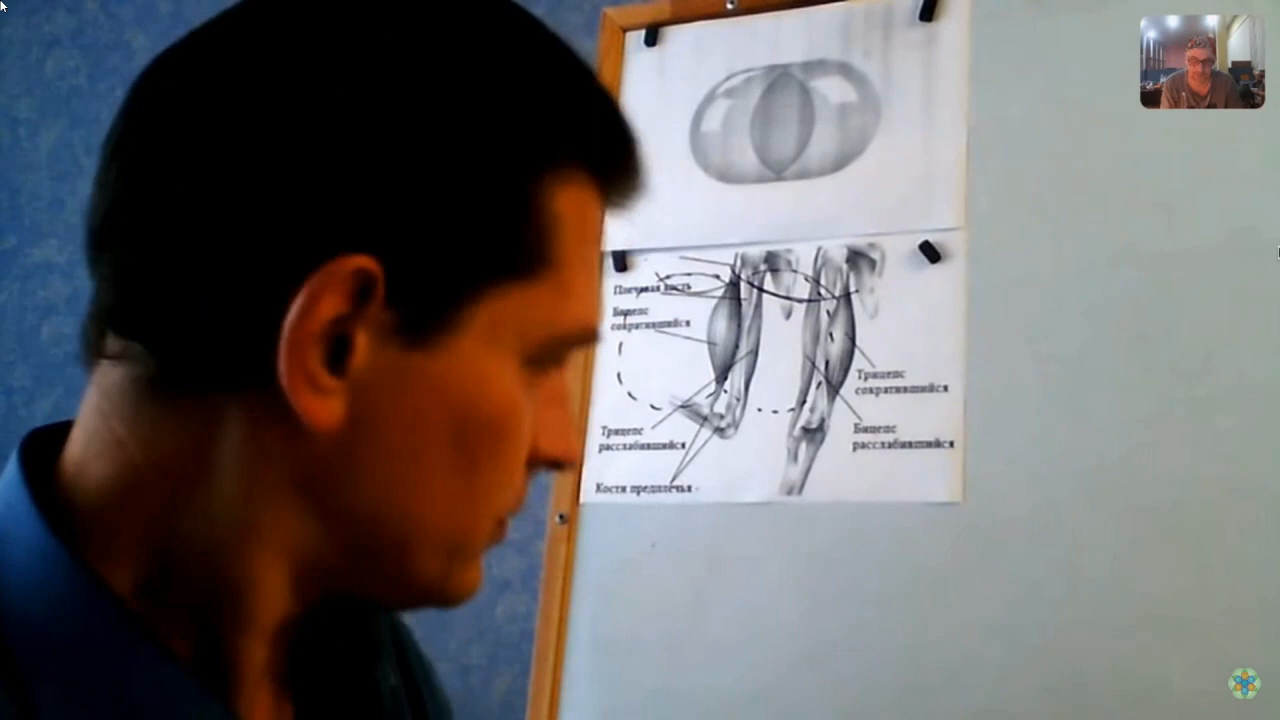 Плечевая кость
Бицепс
сократившийся
Трицепс
сократившийся
Трицепс
расслабившийся
Бицепс
расслабившийся
Кости предплечья -